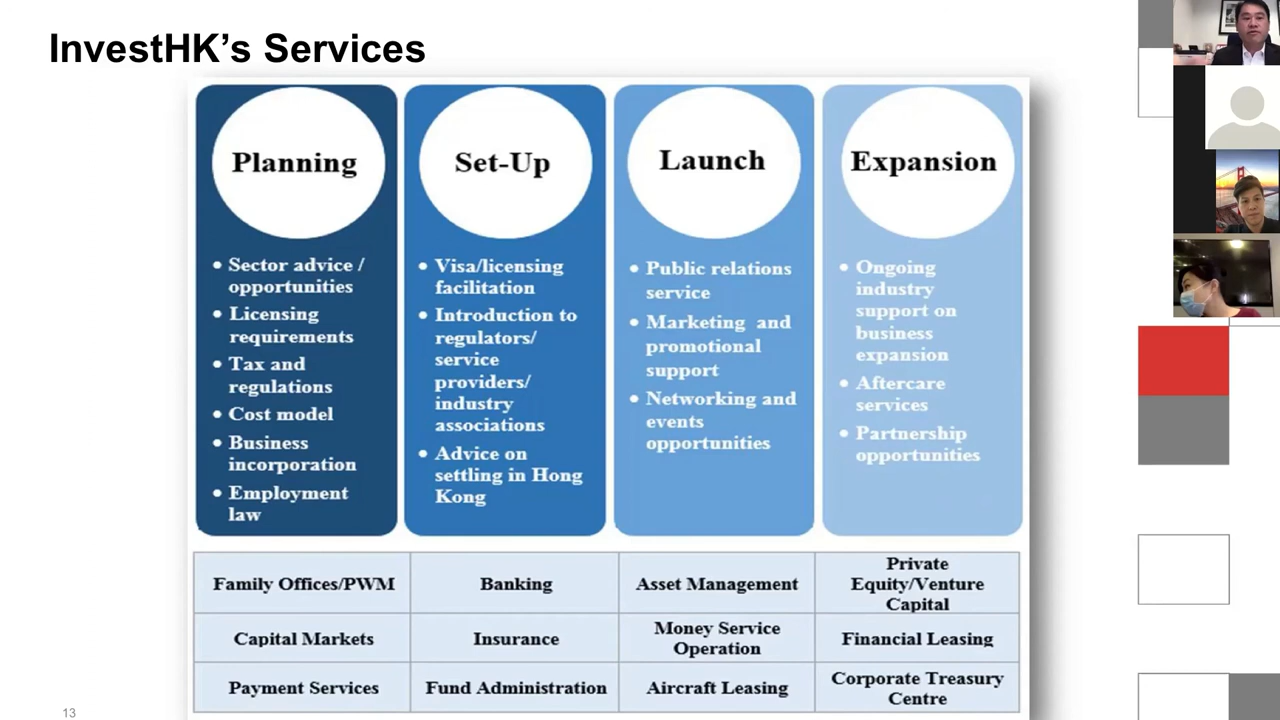 InvestHK’s Services
Planning
• Sector advice /
opportunities
• Licensing
requirements
• Tax and
regulations
• Cost model
• Business
incorporation
• Employment
law
Set-Up
• Visa/licensing
facilitation
• Introduction to
regulators/
service
providers/
industry
associations
• Advice on
settling in Hong
Kong
Launch
• Public relations
service
• Marketing and
promotional
support
• Networking and
events
opportunities
Expansion
• Ongoing
industry
support on
business
expansion
• Aftercare
services
• Partnership
opportunities
Family Offices/PWM
Banking
Asset Management
Private
Equity/Venture
Capital
Capital Markets
Insurance
Money Service
Operation
Financial Leasing
Payment Services
Fund Administration
Aircraft Leasing
Corporate Treasury
Centre
13